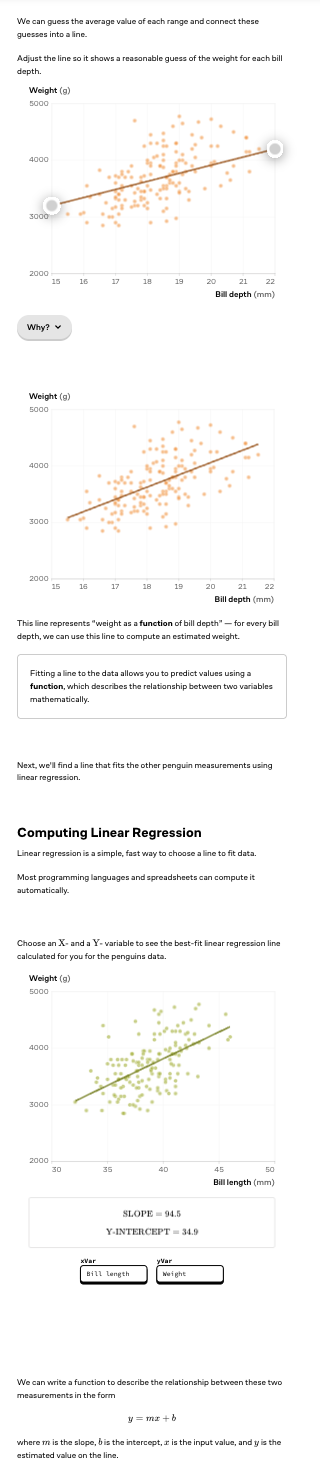 We can guess the average value of each range and connect these
guesses into a line.
Adjust the line so it shows a reasonable guess of the weight for each bill
depth.
Weight (g)
5000
4000
3000
2000
15 16 17 18 19 20 21 22
Bill depth (mm)
Why?
Weight (g)
5000
4000
3000
2000
15 16 17 18 19 20 21 22
Bill depth (mm)
This line represents “weight as a function of bill depth” — for every bill
depth, we can use this line to compute an estimated weight.
Fitting a line to the data allows you to predict values using a
function, which describes the relationship between two variables
mathematically.
Next, we’ll find a line that fits the other penguin measurements using
linear regression.
Computing Linear Regression
Linear regression is a simple, fast way to choose a line to fit data.
Most programming languages and spreadsheets can compute it
automatically.
Choose an X- and a Y- variable to see the best-fit linear regression line
calculated for you for the penguins data.
Weight (g)
5000
4000
3000
2000
30 35 40 45 50
Bill length (mm)
SLOPE = 94.5
Y-INTERCEPT = 34.9
xVar yVar
Bill length Weight
We can write a function to describe the relationship between these two
measurements in the form
y = mx + b
where m is the slope, b is the intercept, x is the input value, and y is the
estimated value on the line.